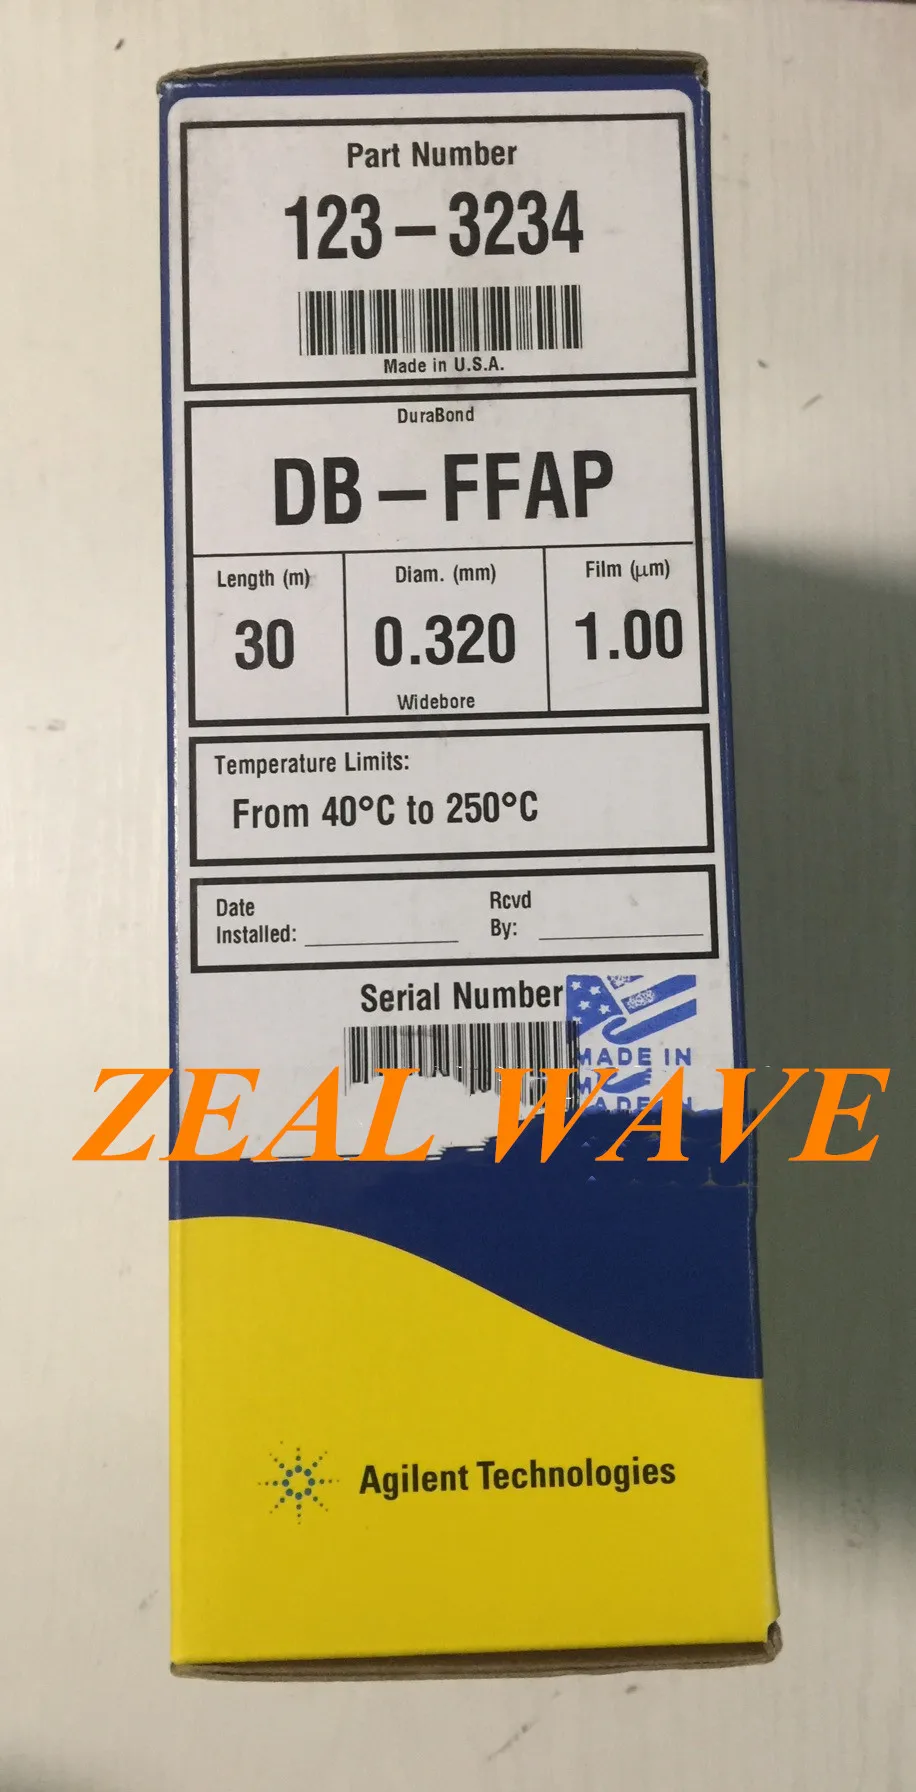 Part Number
123-3234
Made in U.S.A.
DuraBond
DB-FFAP
Length (m)
30
Diam. (mm)
0.320
Widebore
Film (μm)
1.00
Temperature Limits:
From 40°C to 250°C
Date
Installed:
Rcvd
By:
Serial Number
MADE IN
ZEAL WAVE
Agilent Technologies